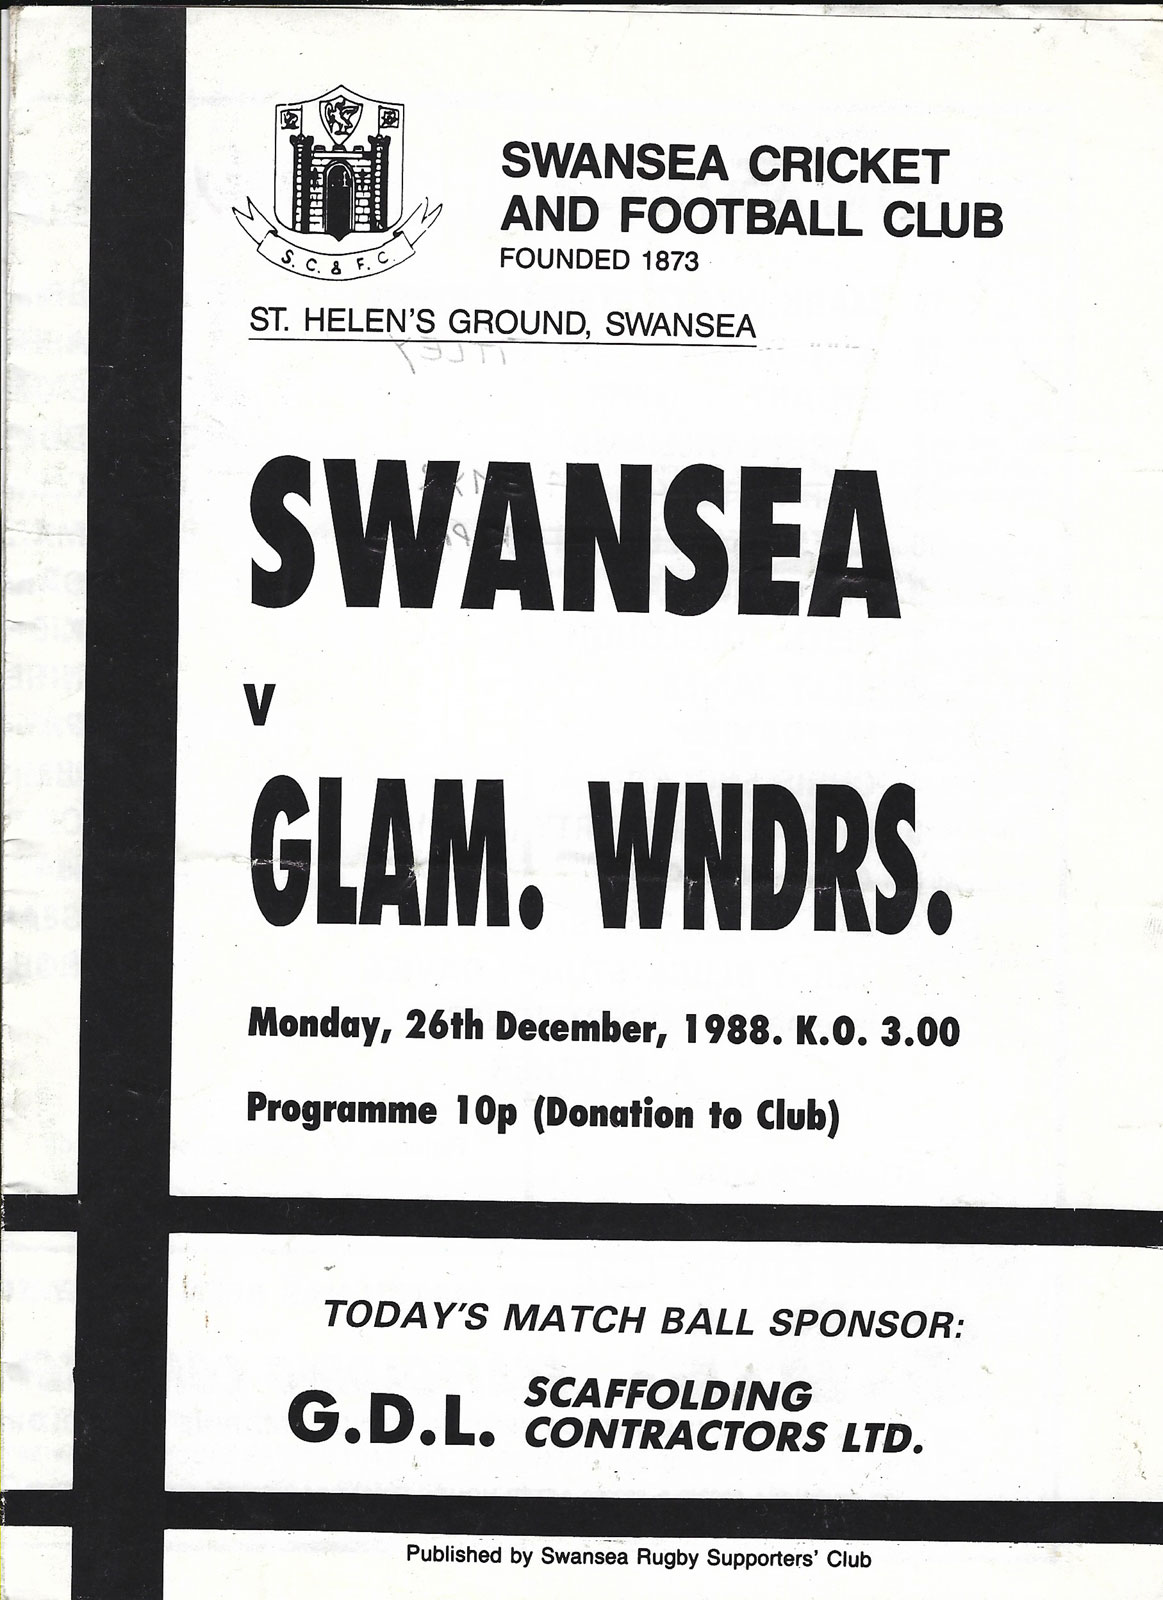 S. C. & F. C.
SWANSEA CRICKET
AND FOOTBALL CLUB
FOUNDED 1873
ST. HELEN'S GROUND, SWANSEA
SWANSEA
v
GLAM. WNDRS.
Monday, 26th December, 1988. K.O. 3.00
Programme 10p (Donation to Club)
TODAY'S MATCH BALL SPONSOR:
G.D.L. SCAFFOLDING
CONTRACTORS LTD.
Published by Swansea Rugby Supporters' Club